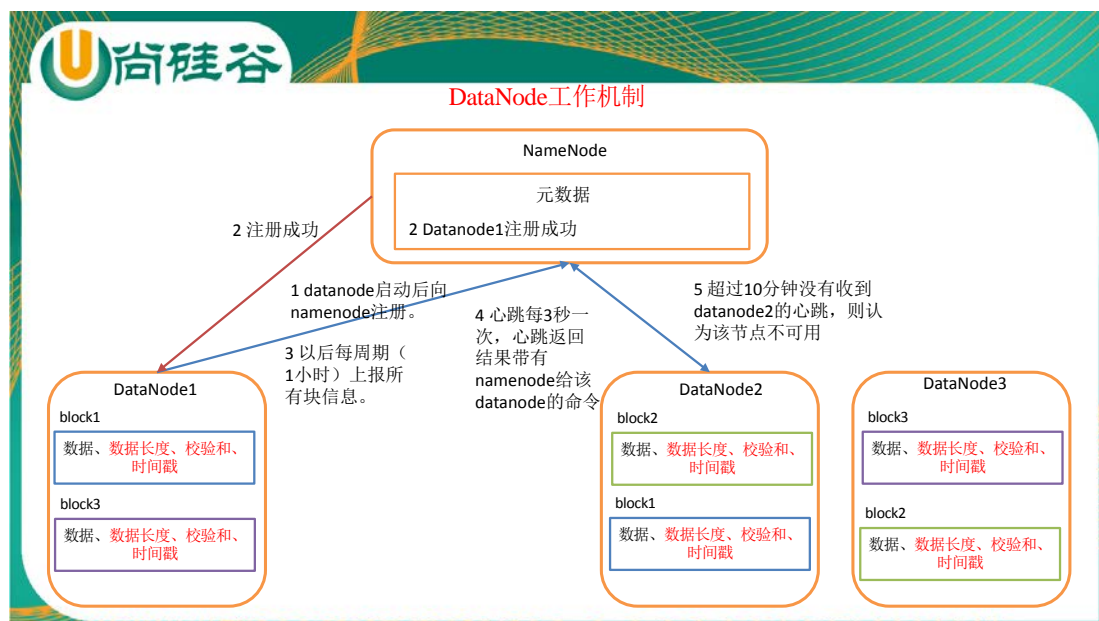 尚硅谷
DataNode工作机制
NameNode
元数据
2 Datanode1注册成功
2 注册成功
1 datanode启动后向
namenode注册。
3 以后每周期（
1小时）上报所
有块信息。
4 心跳每3秒一
次，心跳返回
结果带有
namenode给该
datanode的命令
5 超过10分钟没有收到
datanode2的心跳，则认
为该节点不可用
DataNode1
block1
数据、数据长度、校验和、
时间戳
block3
数据、数据长度、校验和、
时间戳
DataNode2
block2
数据、数据长度、校验和、
时间戳
block1
数据、数据长度、校验和、
时间戳
DataNode3
block3
数据、数据长度、校验和、
时间戳
block2
数据、数据长度、校验和、
时间戳